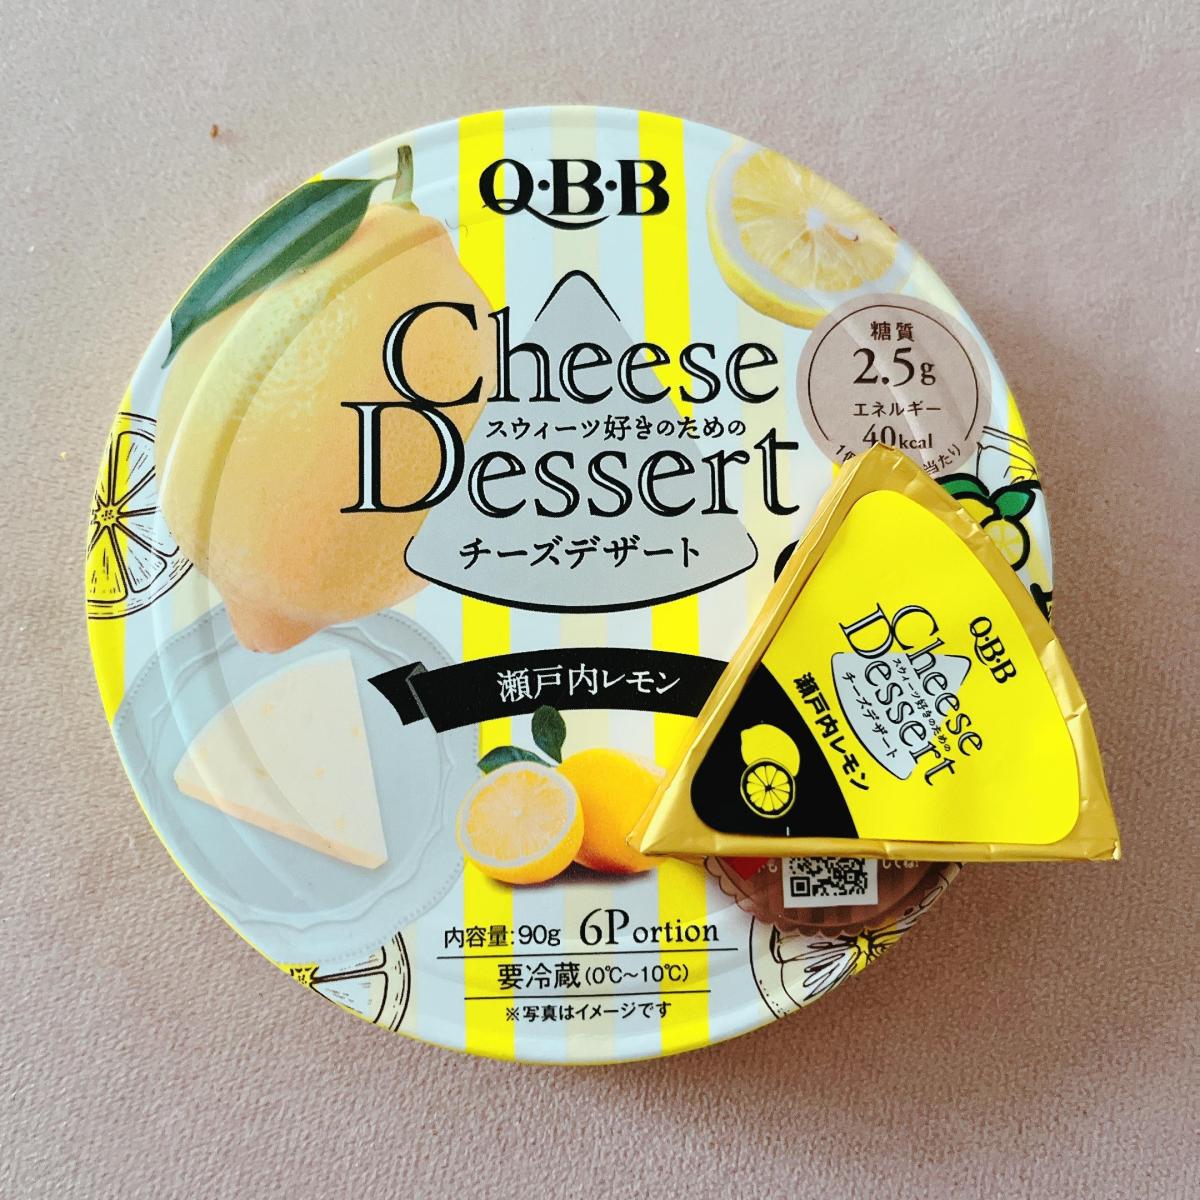 Q·B·B
Cheese
スウィーツ好きのための
Dessert
チーズデザート
糖質
2.5g
エネルギー
40kcal
当たり
瀬戸内レモン
内容量:90g 6Portion
要冷蔵(0℃~10℃)
※写真はイメージです
Q·B·B
Cheese
スウィーツ好きのための
Dessert
チーズデザート
瀬戸内レモン